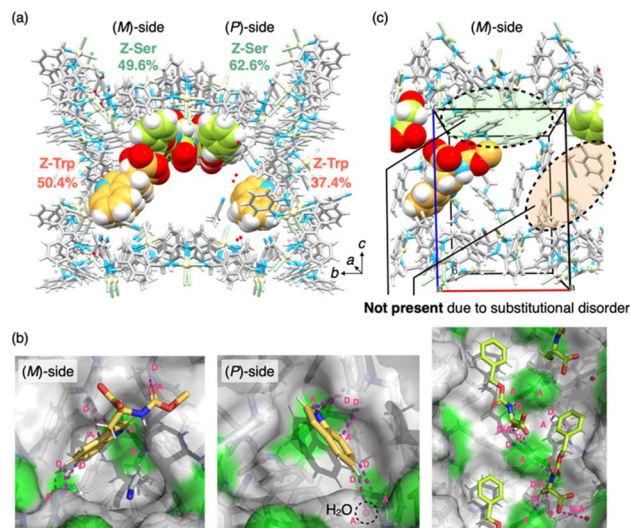 (a)
(M)-side
(P)-side
Z-Ser
49.6%
Z-Ser
62.6%
Z-Trp
50.4%
Z-Trp
37.4%
c
a
b
(c)
(M)-side
Not present due to substitutional disorder
(b)
(M)-side
D
A
D
A
D
D
A
A
(P)-side
D
A
D
A
D
D
A
H2O
A
A
D
A
A
D
A
D/A
D
A
A
D
D/A
D/A
A